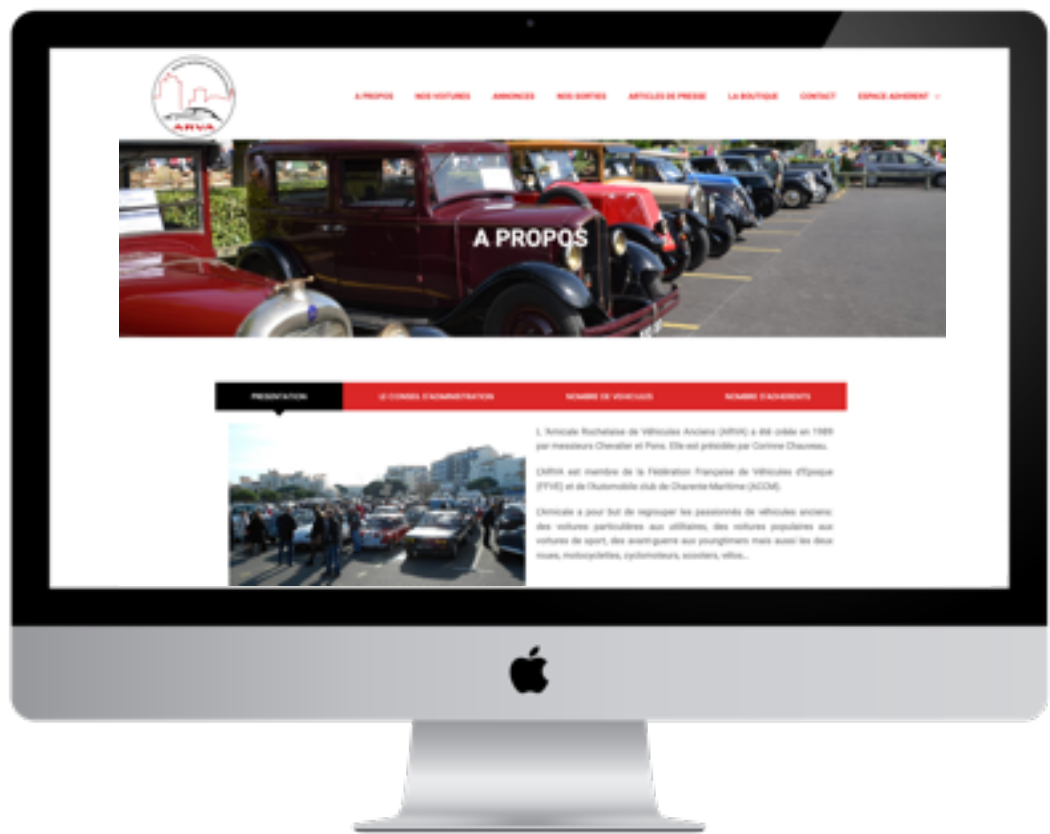 ARVA
A PROPOS NOS VOITURES ANNONCES NOS SORTIES ARTICLES DE PRESSE LA BOUTIQUE CONTACT ESPACE ADHERENT
A PROPOS
PRESENTATION LE CONSEIL D'ADMINISTRATION NOMBRE DE VEHICULES NOMBRE D'ADHERENTS
L'Amicale Rochelaise de Véhicules Anciens (ARVA) a été créée en 1989
par messieurs Chevalier et Pons. Elle est présidée par Corinne Chauveau.
L'ARVA est membre de la Fédération Française de Véhicules d'Epoque
(FFVE) et de l'Automobile club de Charente-Maritime (ACCM).
L'Amicale a pour but de regrouper les passionnés de véhicules anciens:
des voitures particulières aux utilitaires, des voitures populaires aux
voitures de sport, des avant-guerre aux youngtimers mais aussi les deux
roues, motocyclettes, cyclomoteurs, scooters, vélos...